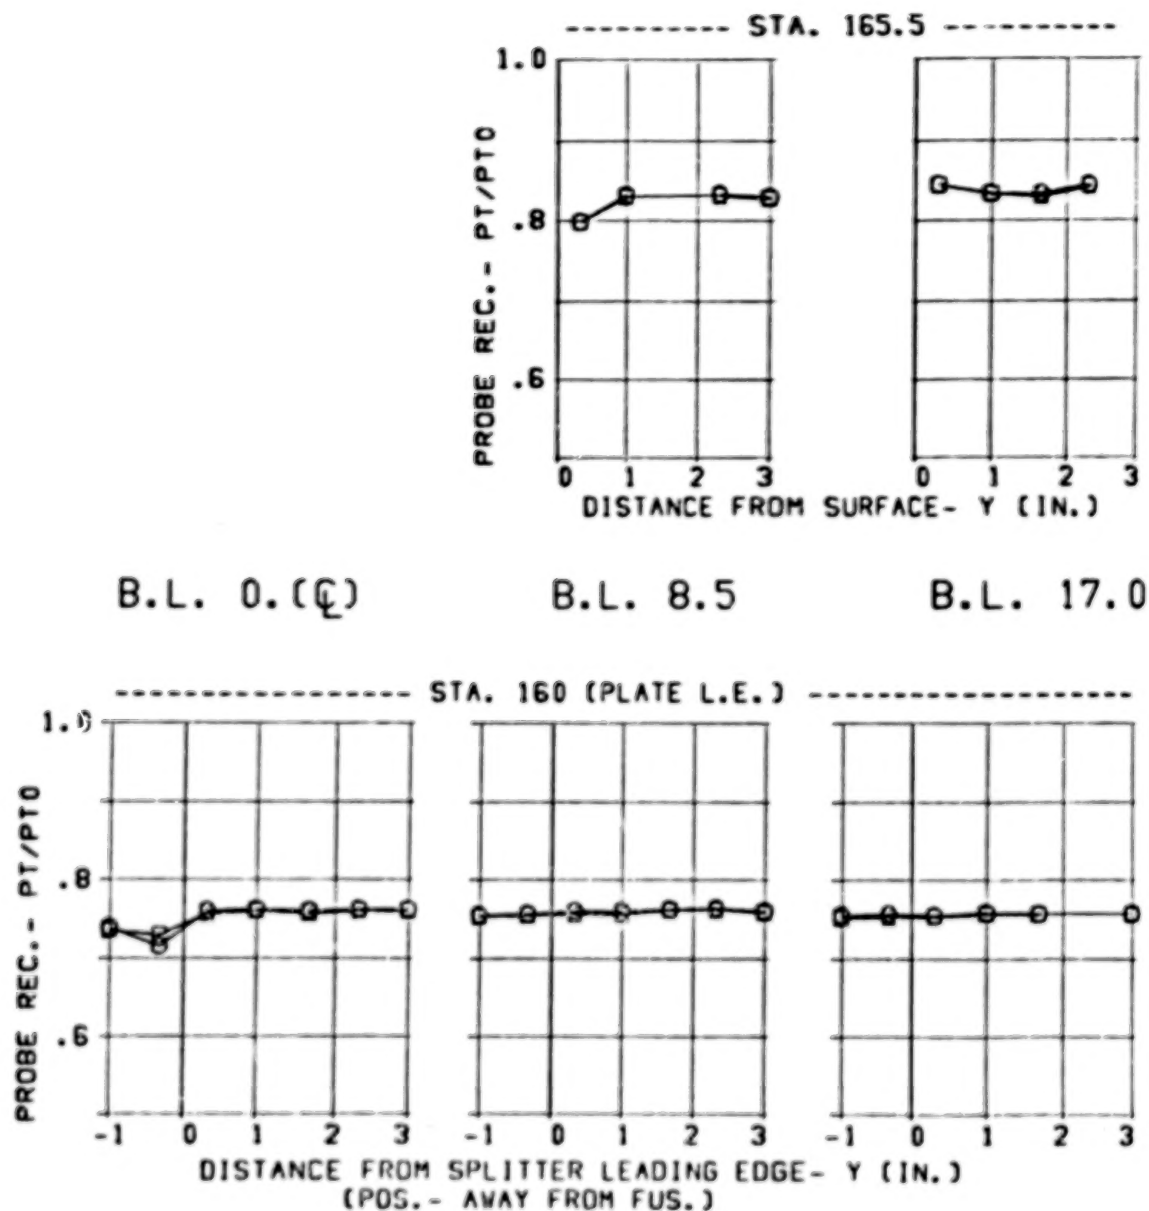 STA. 165.5
PROBE REC.- PT/PTO
1.0
.8
.6
0 1 2 3 0 1 2 3
DISTANCE FROM SURFACE- Y (IN.)
B.L. 0.(℄) B.L. 8.5 B.L. 17.0
STA. 160 (PLATE L.E.)
PROBE REC.- PT/PTO
1.0
.8
.6
-1 0 1 2 3 -1 0 1 2 3 -1 0 1 2 3
DISTANCE FROM SPLITTER LEADING EDGE- Y (IN.)
(POS.- AWAY FROM FUS.)